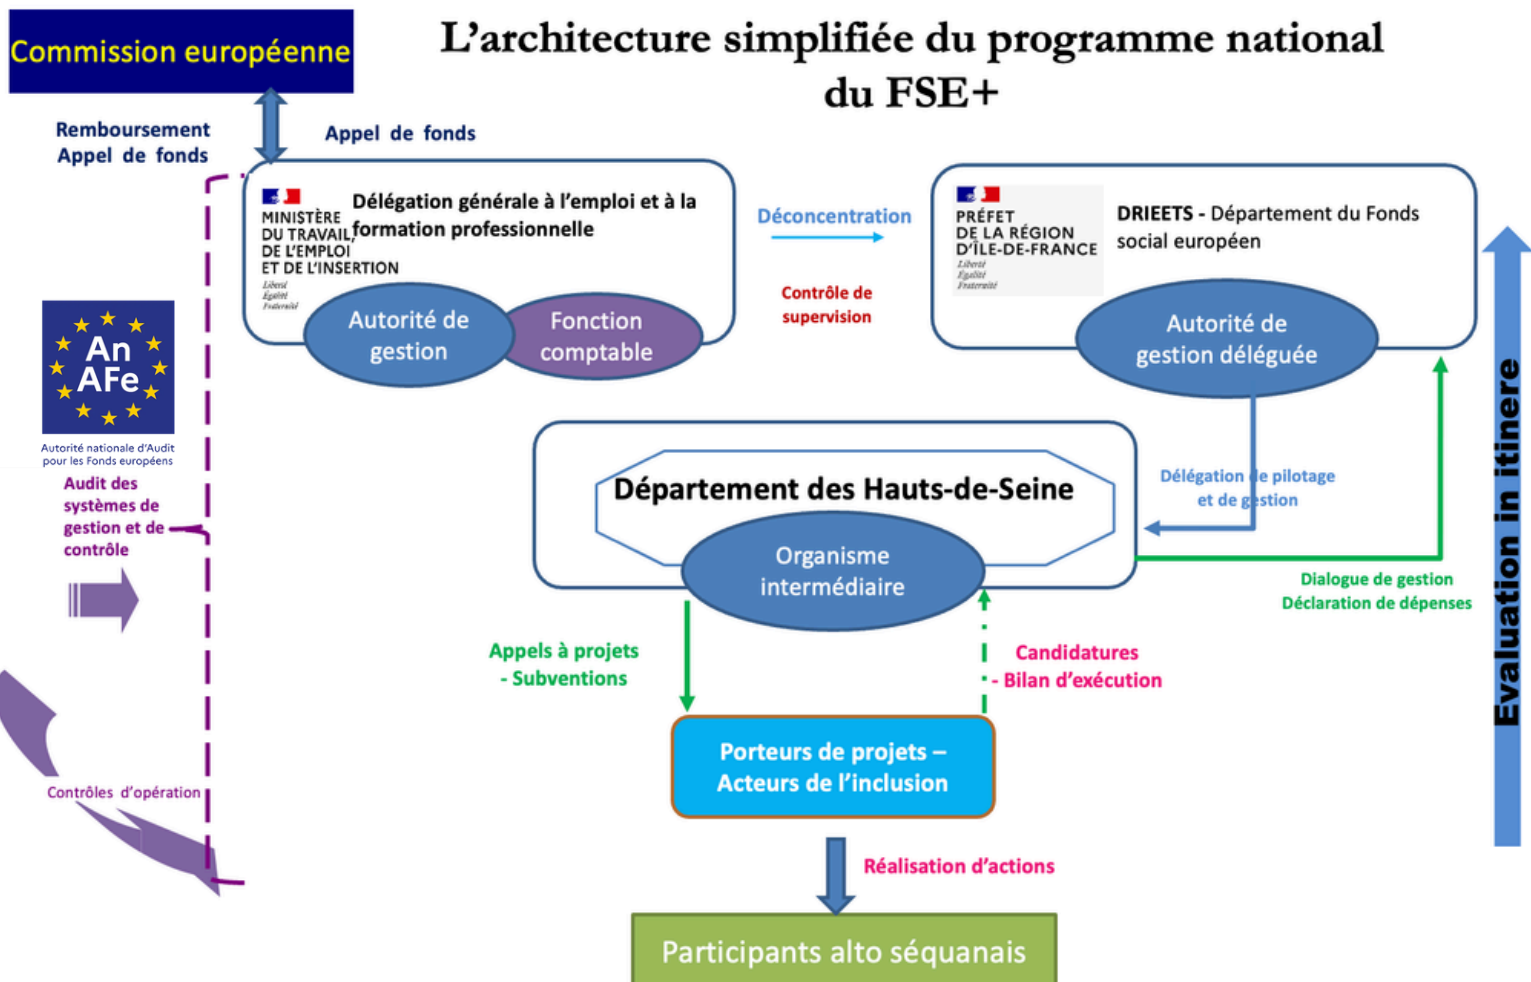 Commission européenne
L’architecture simplifiée du programme national
du FSE+
Remboursement
Appel de fonds
Appel de fonds
MINISTÈRE
DU TRAVAIL,
DE L'EMPLOI
ET DE L'INSERTION
Liberté
Égalité
Fraternité
Délégation générale à l’emploi et à la
formation professionnelle
Autorité de
gestion
Fonction
comptable
Déconcentration
Contrôle de
supervision
PRÉFET
DE LA RÉGION
D'ÎLE-DE-FRANCE
Liberté
Égalité
Fraternité
DRIEETS - Département du Fonds
social européen
Autorité de
gestion déléguée
An
AFe
Autorité nationale d'Audit
pour les Fonds européens
Audit des
systèmes de
gestion et de
contrôle
Département des Hauts-de-Seine
Organisme
intermédiaire
Délégation de pilotage
et de gestion
Dialogue de gestion
Déclaration de dépenses
Evaluation in itinere
Appels à projets
- Subventions
Candidatures
- Bilan d’exécution
Porteurs de projets –
Acteurs de l’inclusion
Contrôles d’opération
Réalisation d’actions
Participants alto séquanais